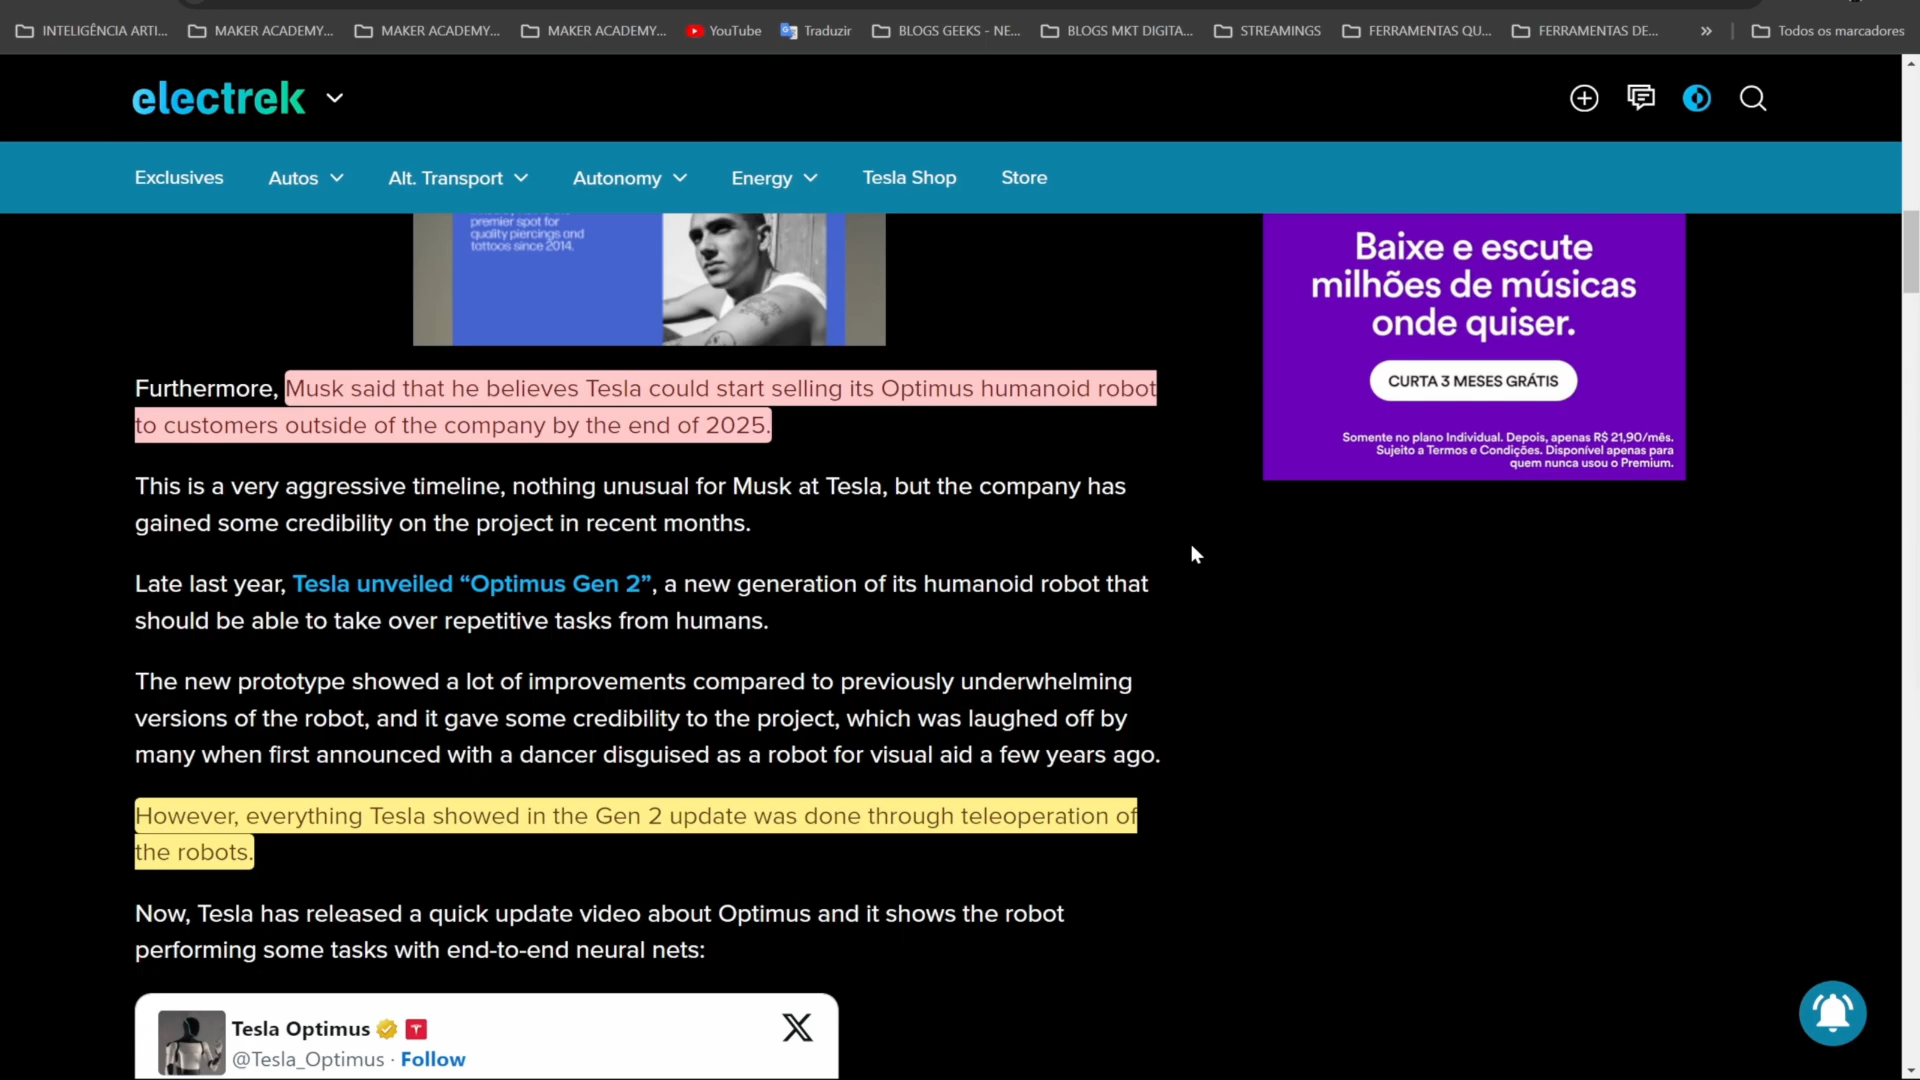 INTELIGÊNCIA ARTI...
MAKER ACADEMY...
MAKER ACADEMY...
MAKER ACADEMY...
YouTube
Traduzir
BLOGS GEEKS - NE...
BLOGS MKT DIGITA...
STREAMINGS
FERRAMENTAS QU...
FERRAMENTAS DE...
»
Todos os marcadores
electrek
Exclusives
Autos
Alt. Transport
Autonomy
Energy
Tesla Shop
Store
premier spot for
quality piercings and
tattoos since 2014.
Baixe e escute
milhões de músicas
onde quiser.
CURTA 3 MESES GRÁTIS
Somente no plano Individual. Depois, apenas R$ 21,90/mês.
Sujeito a Termos e Condições. Disponível apenas para
quem nunca usou o Premium.
Furthermore, Musk said that he believes Tesla could start selling its Optimus humanoid robot
to customers outside of the company by the end of 2025.
This is a very aggressive timeline, nothing unusual for Musk at Tesla, but the company has
gained some credibility on the project in recent months.
Late last year, Tesla unveiled “Optimus Gen 2”, a new generation of its humanoid robot that
should be able to take over repetitive tasks from humans.
The new prototype showed a lot of improvements compared to previously underwhelming
versions of the robot, and it gave some credibility to the project, which was laughed off by
many when first announced with a dancer disguised as a robot for visual aid a few years ago.
However, everything Tesla showed in the Gen 2 update was done through teleoperation of
the robots.
Now, Tesla has released a quick update video about Optimus and it shows the robot
performing some tasks with end-to-end neural nets:
Tesla Optimus
@Tesla_Optimus · Follow